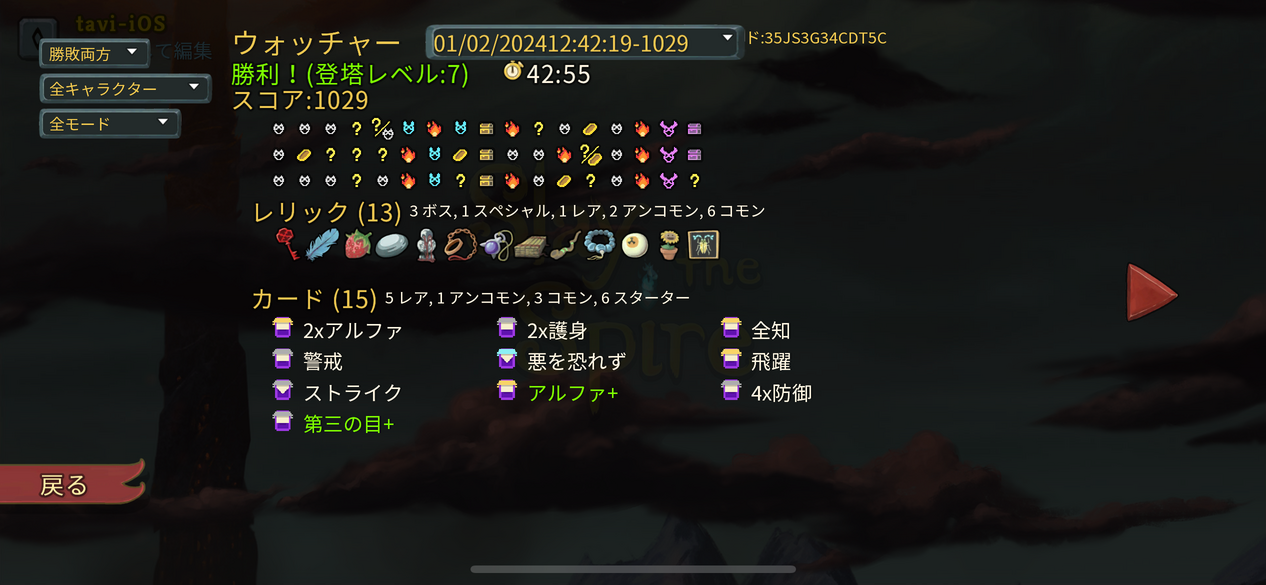 tavi-iOS
勝敗両方
て編集
全キャラクター
全モード
ウォッチャー
01/02/202412:42:19-1029
ド:35JS3G34CDT5C
勝利！(登塔レベル:7)
42:55
スコア:1029
レリック (13) 3 ボス, 1 スペシャル, 1 レア, 2 アンコモン, 6 コモン
カード (15) 5 レア, 1 アンコモン, 3 コモン, 6 スターター
2xアルファ 2x護身 全知
警戒 悪を恐れず 飛躍
ストライク アルファ+ 4x防御
第三の目+
戻る
Slay the Spire